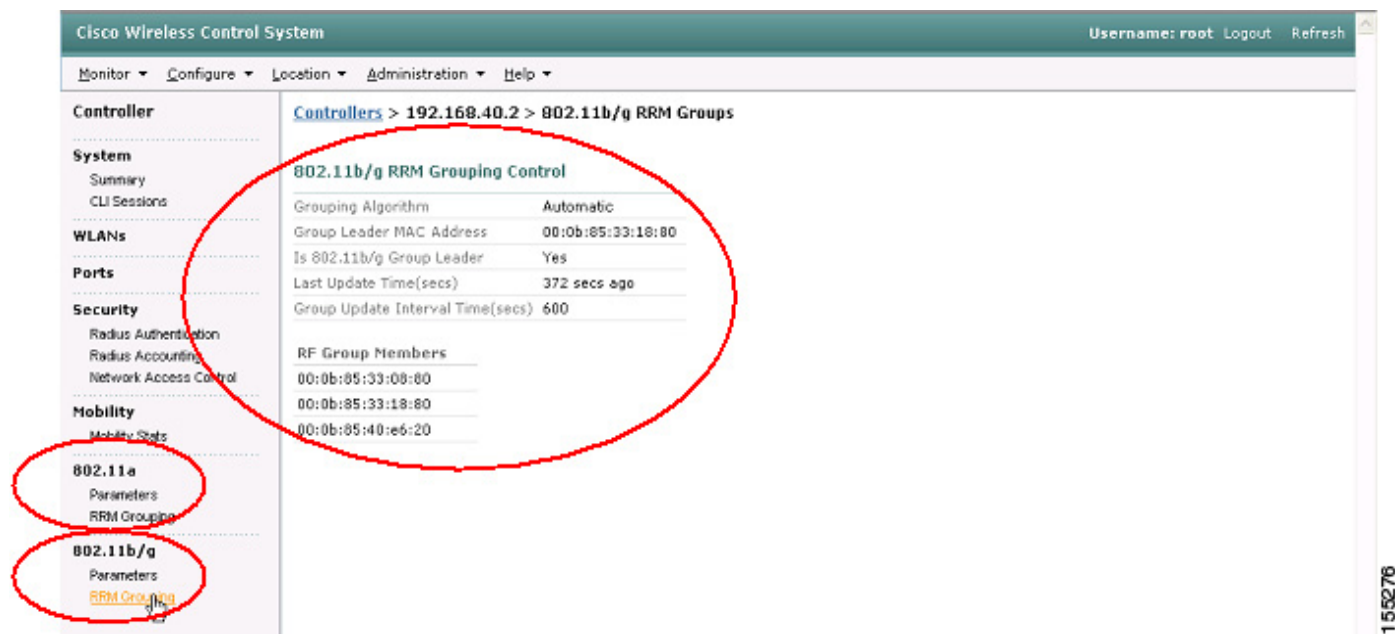 Cisco Wireless Control System
Username: root Logout Refresh
Monitor Configure Location Administration Help
Controller
Controllers > 192.168.40.2 > 802.11b/g RRM Groups
System
Summary
CLI Sessions
WLANs
Ports
Security
Radius Authentication
Radius Accounting
Network Access Control
Mobility
Mobility Stats
802.11a
Parameters
RRM Grouping
802.11b/g
Parameters
RRM Grouping
802.11b/g RRM Grouping Control
Grouping Algorithm Automatic
Group Leader MAC Address 00:0b:85:33:18:80
Is 802.11b/g Group Leader Yes
Last Update Time(secs) 372 secs ago
Group Update Interval Time(secs) 600
RF Group Members
00:0b:85:33:08:80
00:0b:85:33:18:80
00:0b:85:40:e6:20
155276